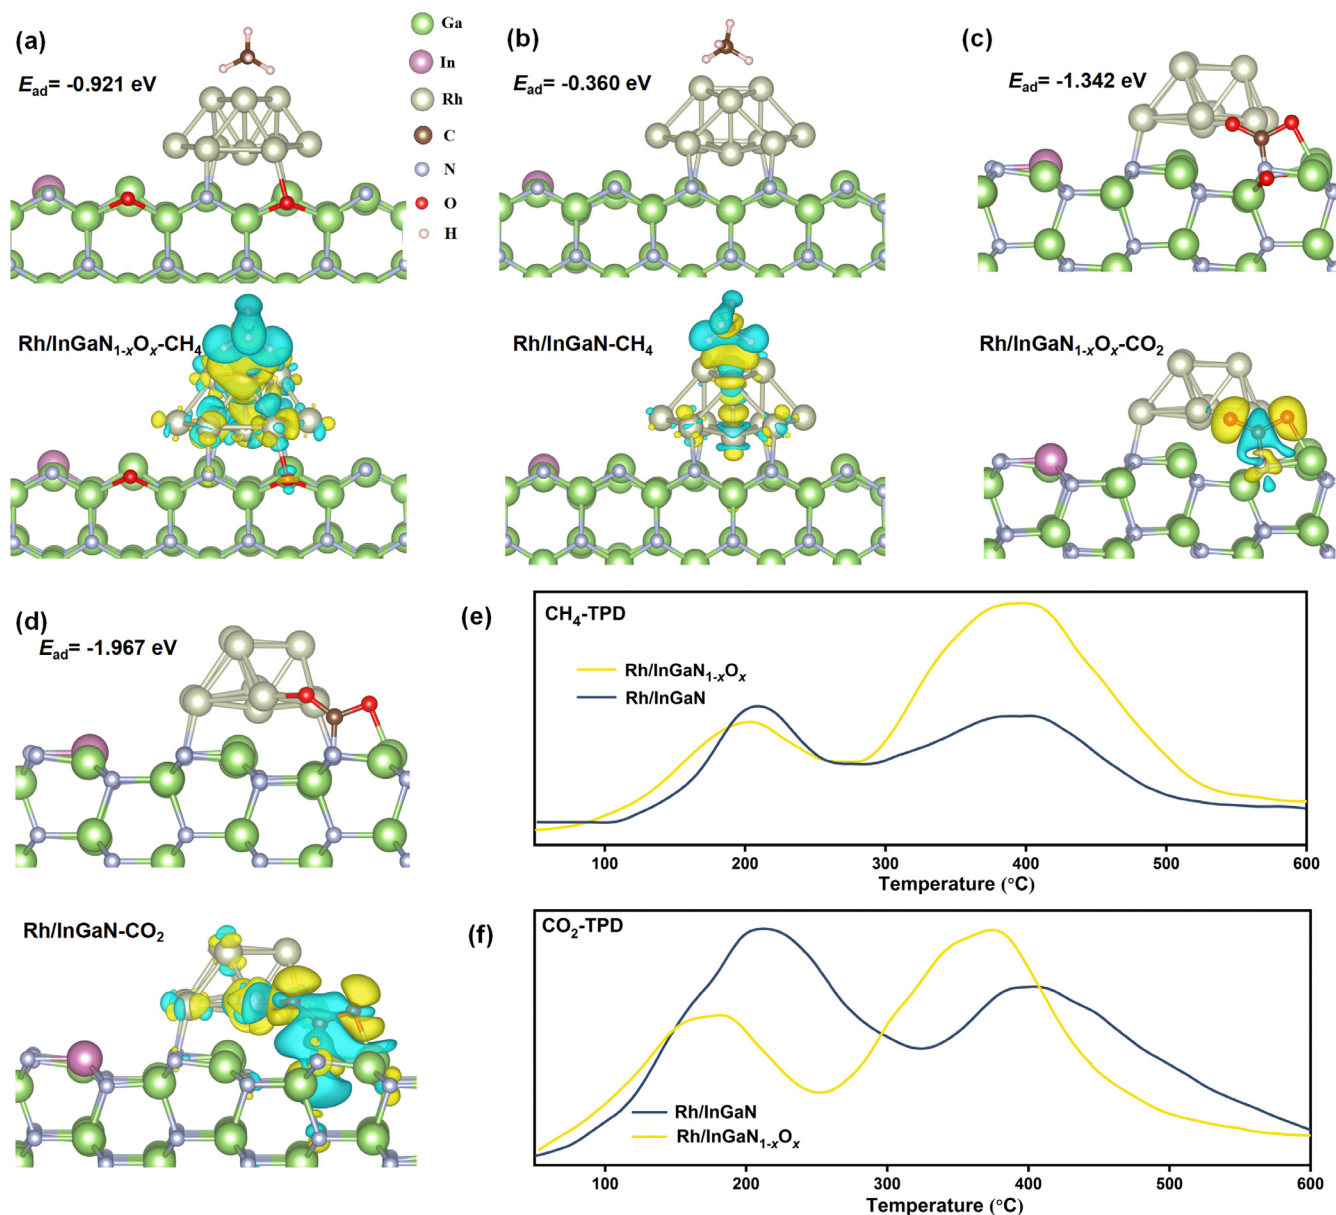 (a)
E_ad= -0.921 eV
Ga
In
Rh
C
N
O
H
(b)
E_ad= -0.360 eV
(c)
E_ad= -1.342 eV
Rh/InGaN₁₋ₓOₓ-CH₄
Rh/InGaN-CH₄
Rh/InGaN₁₋ₓOₓ-CO₂
(d)
E_ad= -1.967 eV
Rh/InGaN-CO₂
(e)
CH₄-TPD
Rh/InGaN₁₋ₓOₓ
Rh/InGaN
100 200 300 400 500 600
Temperature (°C)
(f)
CO₂-TPD
Rh/InGaN
Rh/InGaN₁₋ₓOₓ
100 200 300 400 500 600
Temperature (°C)